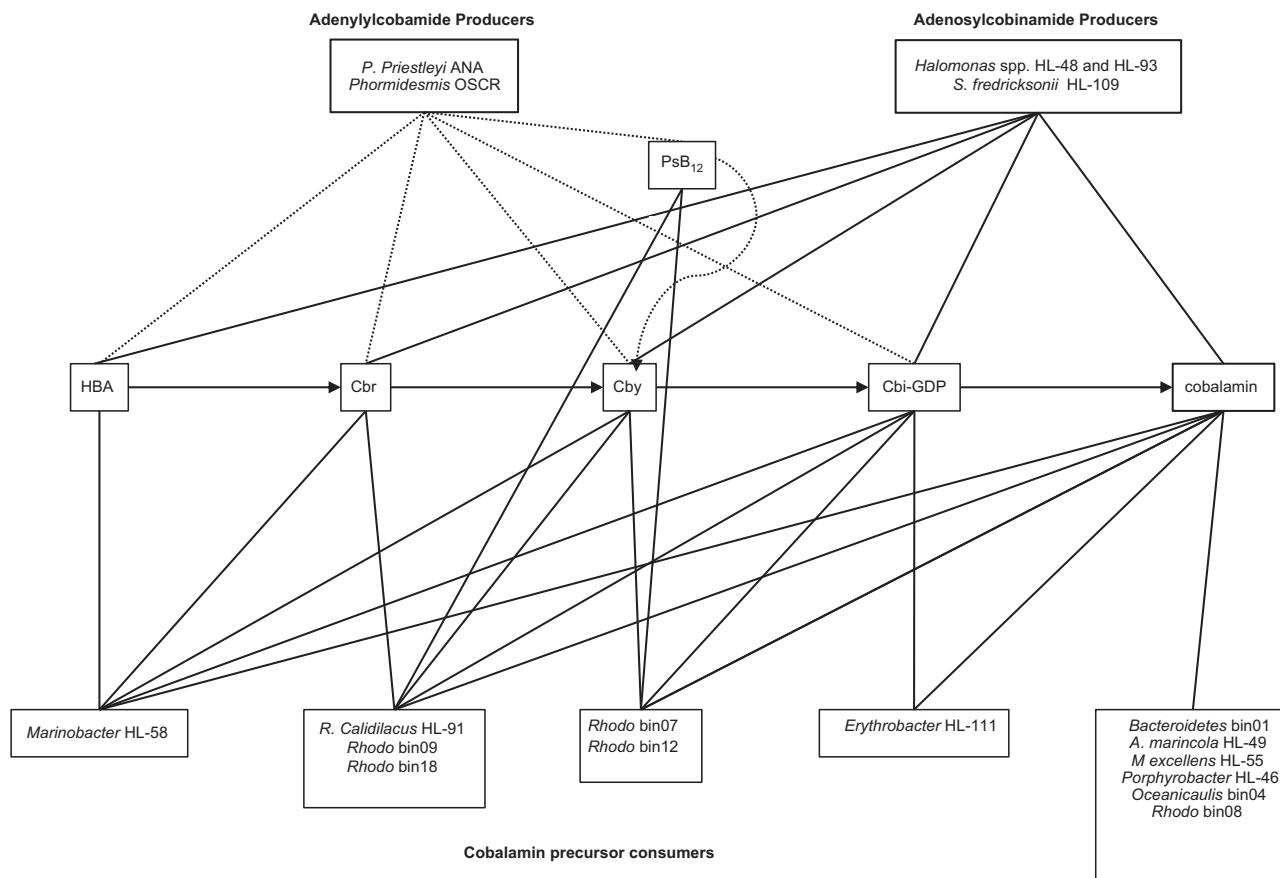 Adenylylcobamide Producers
Adenosylcobinamide Producers
P. Priestleyi ANA
Phormidesmis OSCR
Halomonas spp. HL-48 and HL-93
S. fredricksonii HL-109
PsB12
HBA
Cbr
Cby
Cbi-GDP
cobalamin
Marinobacter HL-58
R. Calidilacus HL-91
Rhodo bin09
Rhodo bin18
Rhodo bin07
Rhodo bin12
Erythrobacter HL-111
Bacteroidetes bin01
A. marincola HL-49
M excellens HL-55
Porphyrobacter HL-46
Oceanicaulis bin04
Rhodo bin08
Cobalamin precursor consumers